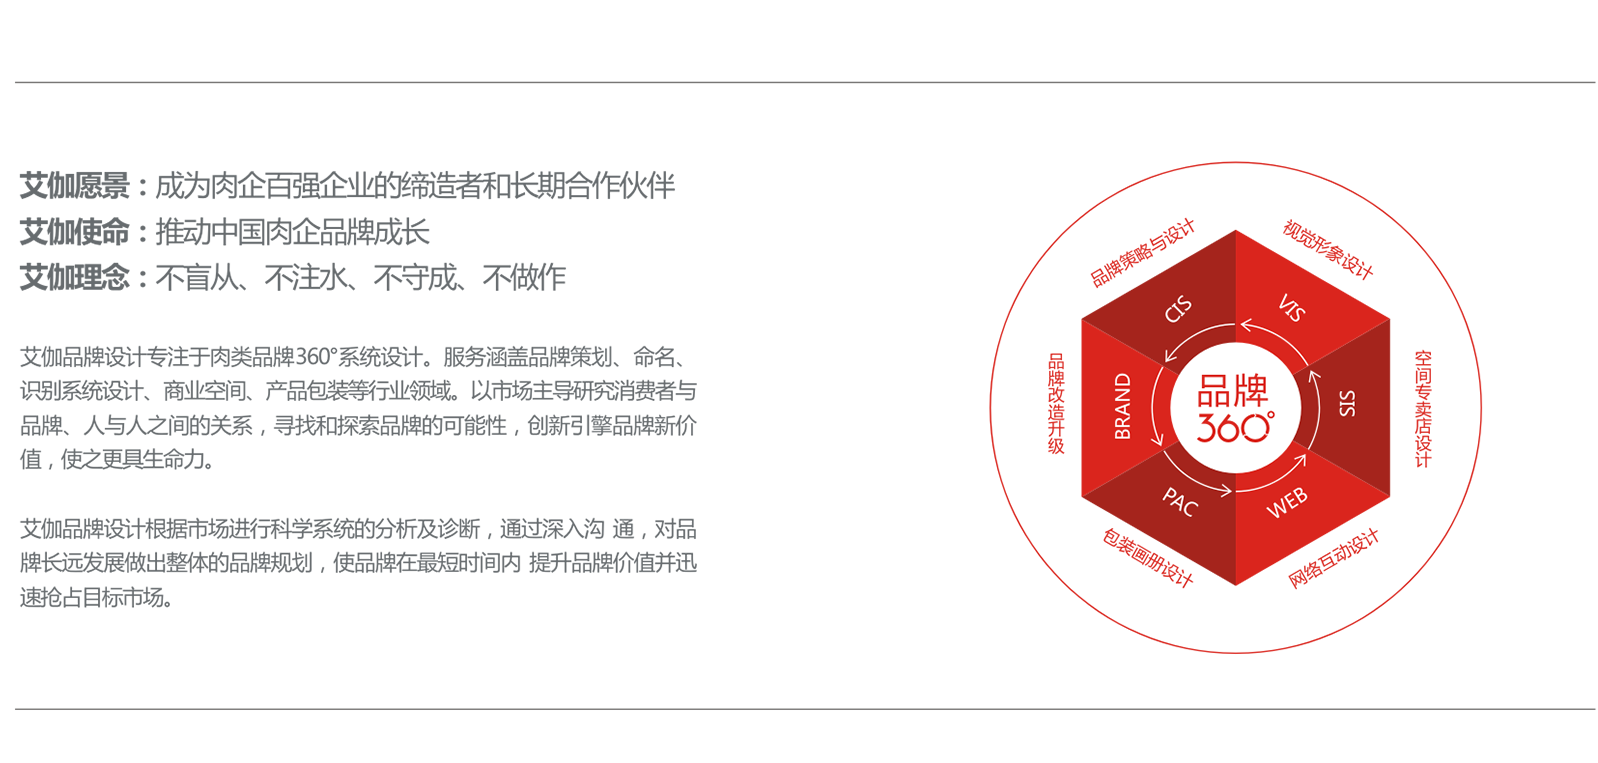 艾伽愿景：成为肉企百强企业的缔造者和长期合作伙伴
艾伽使命：推动中国肉企品牌成长
艾伽理念：不盲从、不注水、不守成、不做作
艾伽品牌设计专注于肉类品牌360°系统设计。服务涵盖品牌策划、命名、
识别系统设计、商业空间、产品包装等行业领域。以市场主导研究消费者与
品牌、人与人之间的关系，寻找和探索品牌的可能性，创新引擎品牌新价
值，使之更具生命力。
艾伽品牌设计根据市场进行科学系统的分析及诊断，通过深入沟 通，对品
牌长远发展做出整体的品牌规划，使品牌在最短时间内 提升品牌价值并迅
速抢占目标市场。
品牌策略与设计
视觉形象设计
CIS
VIS
品牌改造升级
BRAND
品牌
360°
SIS
空间专卖店设计
PAC
WEB
包装画册设计
网络互动设计